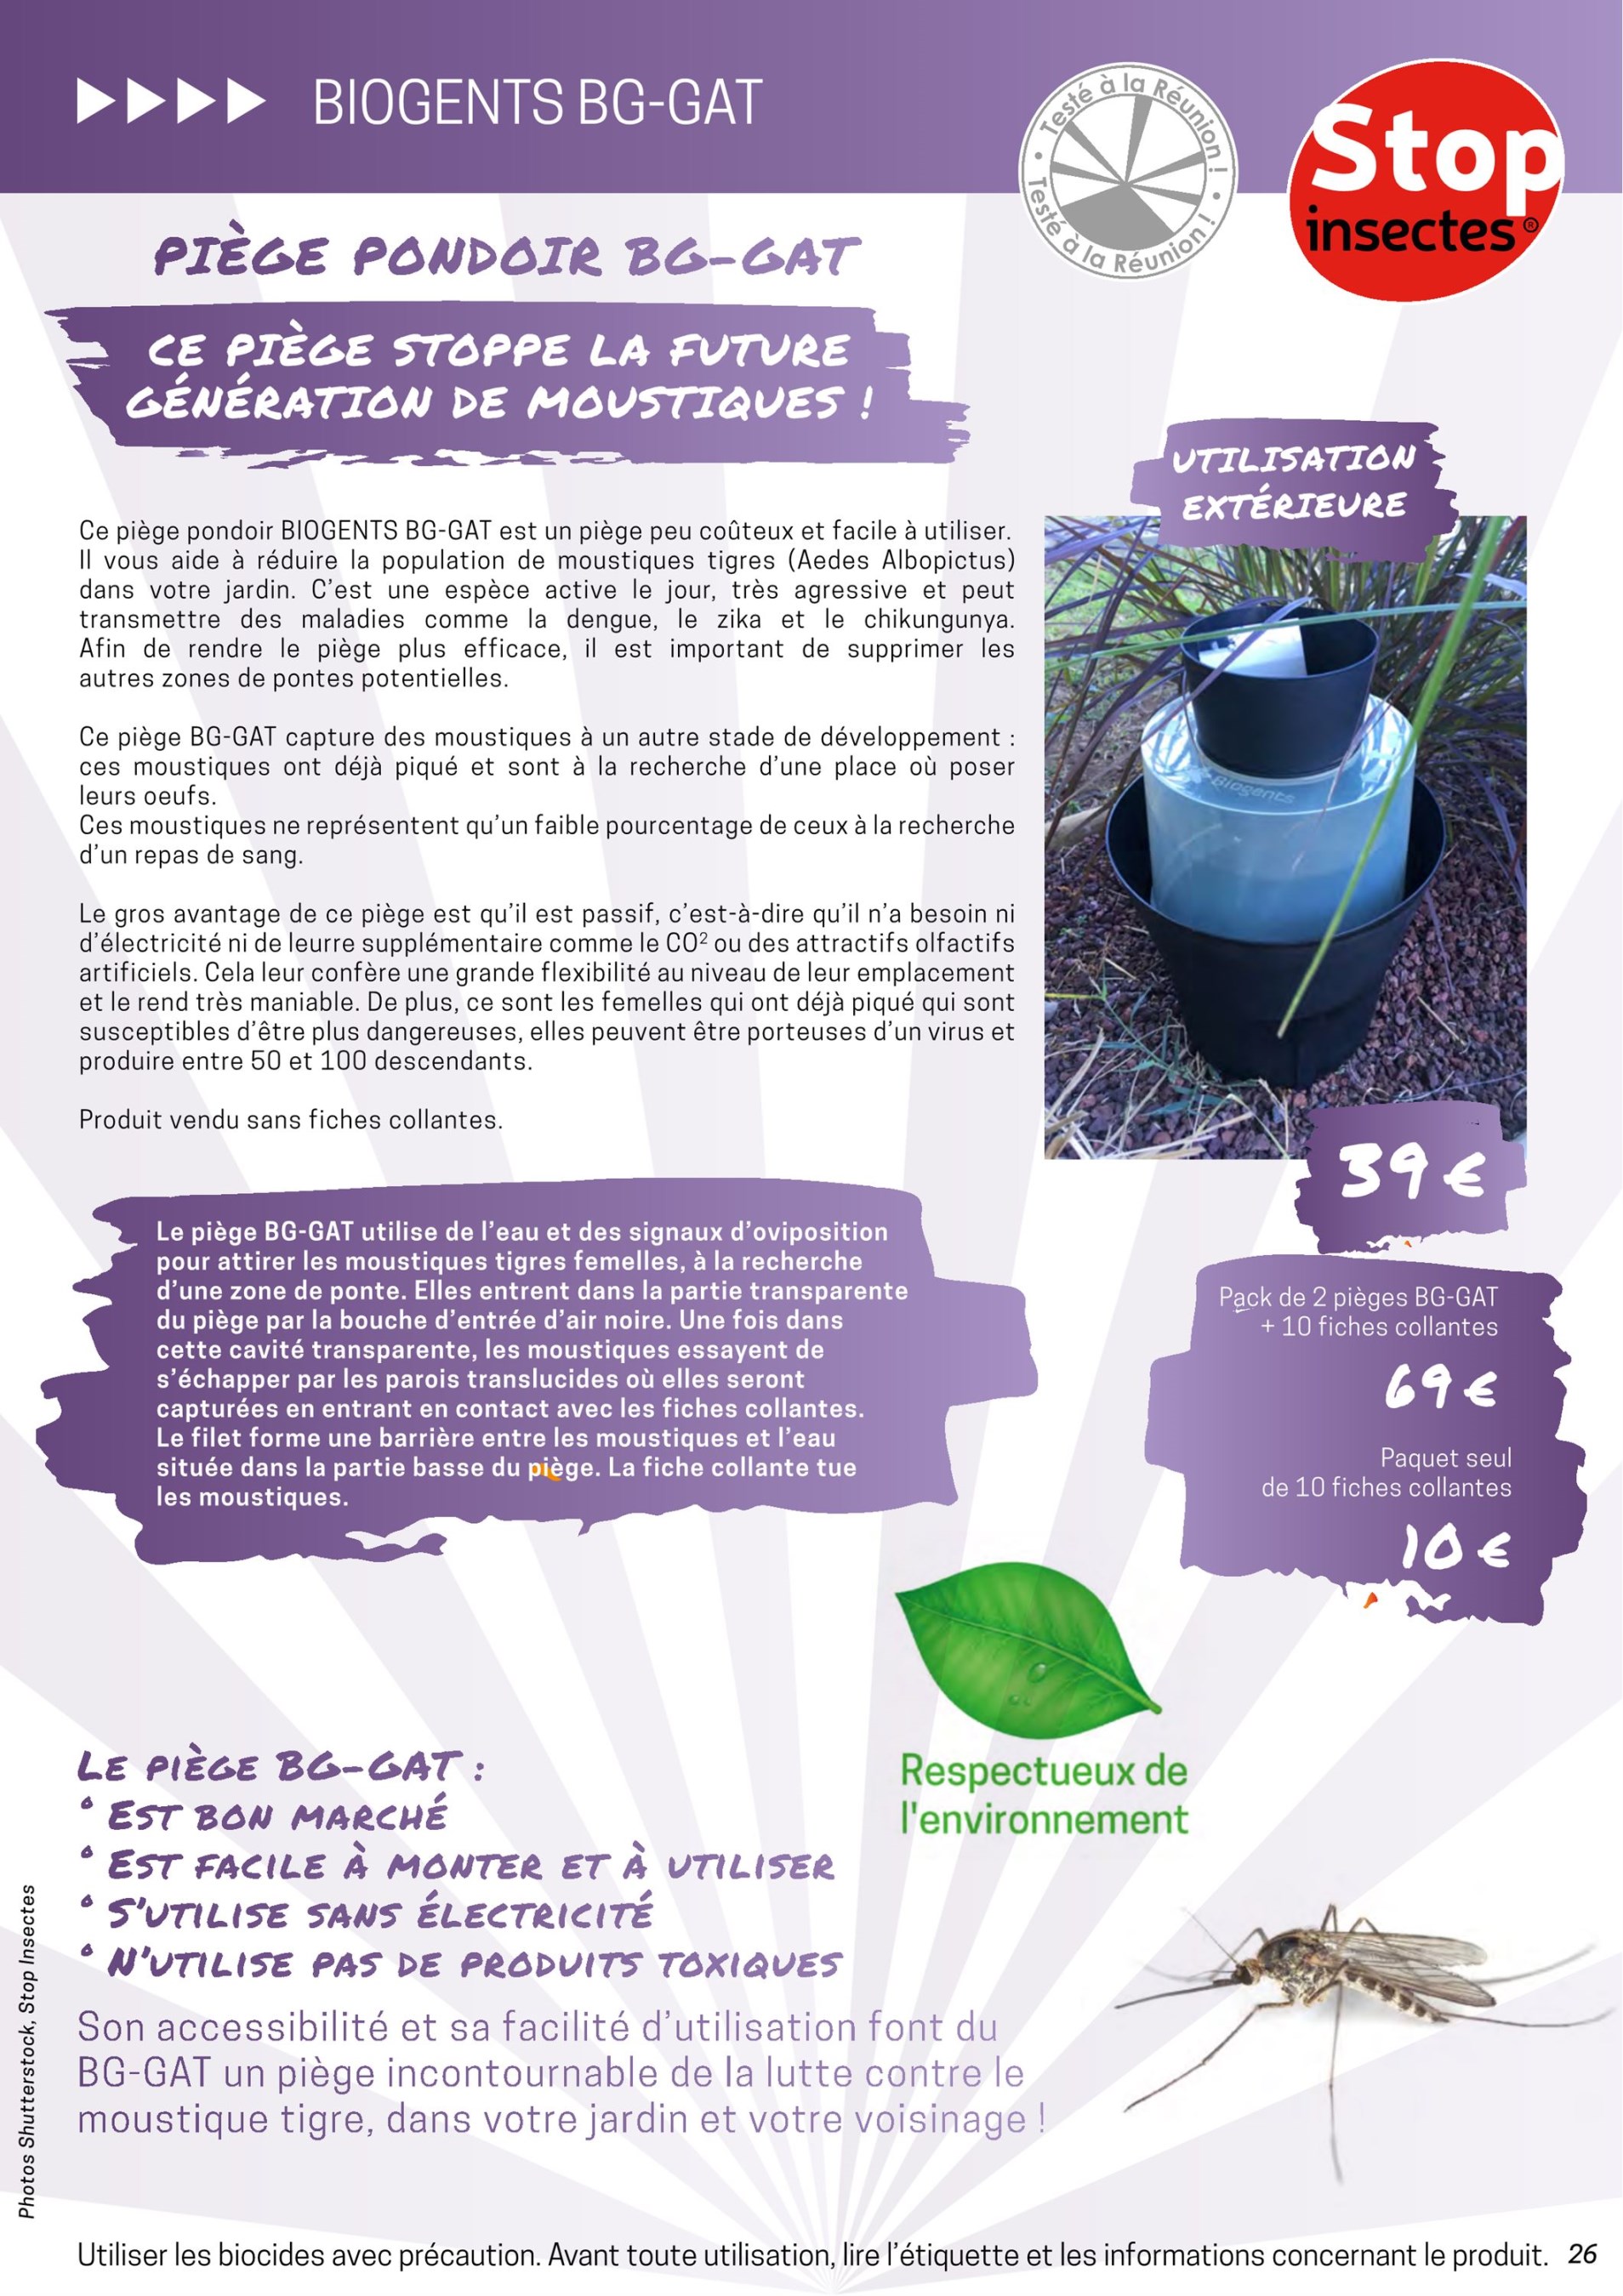 BIOGENTS BG-GAT
• Testé à la Réunion ! • Testé à la Réunion !
Stop
insectes®
PIÈGE PONDOIR BG-GAT
CE PIÈGE STOPPE LA FUTURE
GÉNÉRATION DE MOUSTIQUES !
UTILISATION
EXTÉRIEURE
Ce piège pondoir BIOGENTS BG-GAT est un piège peu coûteux et facile à utiliser.
Il vous aide à réduire la population de moustiques tigres (Aedes Albopictus)
dans votre jardin. C'est une espèce active le jour, très agressive et peut
transmettre des maladies comme la dengue, le zika et le chikungunya.
Afin de rendre le piège plus efficace, il est important de supprimer les
autres zones de pontes potentielles.
Ce piège BG-GAT capture des moustiques à un autre stade de développement :
ces moustiques ont déjà piqué et sont à la recherche d'une place où poser
leurs oeufs.
Ces moustiques ne représentent qu'un faible pourcentage de ceux à la recherche
d'un repas de sang.
Le gros avantage de ce piège est qu'il est passif, c'est-à-dire qu'il n'a besoin ni
d'électricité ni de leurre supplémentaire comme le CO² ou des attractifs olfactifs
artificiels. Cela leur confère une grande flexibilité au niveau de leur emplacement
et le rend très maniable. De plus, ce sont les femelles qui ont déjà piqué qui sont
susceptibles d'être plus dangereuses, elles peuvent être porteuses d'un virus et
produire entre 50 et 100 descendants.
Produit vendu sans fiches collantes.
Biogents
39 €
Le piège BG-GAT utilise de l'eau et des signaux d'oviposition
pour attirer les moustiques tigres femelles, à la recherche
d'une zone de ponte. Elles entrent dans la partie transparente
du piège par la bouche d'entrée d'air noire. Une fois dans
cette cavité transparente, les moustiques essayent de
s'échapper par les parois translucides où elles seront
capturées en entrant en contact avec les fiches collantes.
Le filet forme une barrière entre les moustiques et l'eau
située dans la partie basse du piège. La fiche collante tue
les moustiques.
Pack de 2 pièges BG-GAT
+ 10 fiches collantes
69 €
Paquet seul
de 10 fiches collantes
10 €
Respectueux de
l'environnement
LE PIÈGE BG-GAT :
° EST BON MARCHÉ
° EST FACILE À MONTER ET À UTILISER
° S'UTILISE SANS ÉLECTRICITÉ
° N'UTILISE PAS DE PRODUITS TOXIQUES
Son accessibilité et sa facilité d'utilisation font du
BG-GAT un piège incontournable de la lutte contre le
moustique tigre, dans votre jardin et votre voisinage !
Photos Shutterstock, Stop Insectes
Utiliser les biocides avec précaution. Avant toute utilisation, lire l'étiquette et les informations concernant le produit. 26